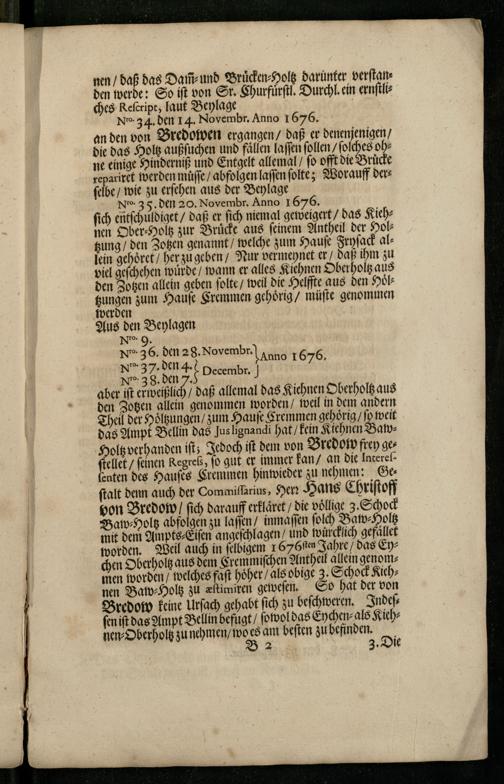 nen/ daß das Dam̃- und Brücken-Holtz darünter verstan-
den werde: So ist von Sr. Churfürstl. Durchl. ein ernstli-
ches Rescript, laut Beylage
Nro. 34. den 14. Novembr. Anno 1676.
an den von Bredowen ergangen/ daß er denenjenigen/
die das Holtz außsuchen und fällen lassen sollen/ solches oh-
ne einige Hinderniß und Entgelt allemal/ so offt die Brücke
repariret werden müsse/ abfolgen lassen solte; Worauff der-
selbe/ wie zu ersehen aus der Beylage
Nro. 35. den 20. Novembr. Anno 1676.
sich entschuldiget/ daß er sich niemal geweigert/ das Kieh-
nen Ober-Holtz zur Brücke aus seinem Antheil der Hol-
tzung/ den Zotzen genannt/ welche zum Hause Frysack al-
lein gehöret/ her zu geben/ Nur vermeynet er/ daß ihm zu
viel geschehen würde/ wann er alles Kiehnen Oberholtz aus
den Zotzen allein geben solte/ weil die Helffte aus den Höl-
tzungen zum Hause Cremmen gehörig/ müste genommen
werden
Aus den Beylagen
Nro. 9.
Nro. 36. den 28. Novembr.
Nro. 37. den 4. } Decembr. } Anno 1676.
Nro. 38. den 7.
aber ist erweißlich/ daß allemal das Kiehnen Oberholtz aus
den Zotzen allein genommen worden/ weil in dem andern
Theil der Höltzungen/ zum Hause Cremmen gehörig/ so weit
das Ampt Bellin das Jus lignandi hat/ kein Kiehnen Baw-
Holtz verhanden ist; Jedoch ist dem von Bredow frey ge-
stellet/ seinen Regreß, so gut er immer kan/ an die Interes-
senten des Hauses Cremmen hinwieder zu nehmen: Ge-
stalt denn auch der Commissarius, Herr Hans Christoff
von Bredow/ sich darauff erkläret/ die völlige 3. Schock
Baw-Holtz abfolgen zu lassen/ inmassen solch Baw-Holtz
mit dem Ampts-Eisen angeschlagen/ und würcklich gefället
worden. Weil auch in selbigem 1676sten Jahre/ das Ey-
chen Oberholtz aus dem Cremmischen Antheil allein genom-
men worden/ welches fast höher/ als obige 3. Schock Kieh-
nen Baw-Holtz zu æstimiren gewesen. So hat der von
Bredow keine Ursach gehabt sich zu beschweren. Indes-
sen ist das Ampt Bellin befugt/ sowol das Eychen- als Kieh-
nen-Oberholtz zu nehmen/ wo es am besten zu befinden.
B 2 3. Die